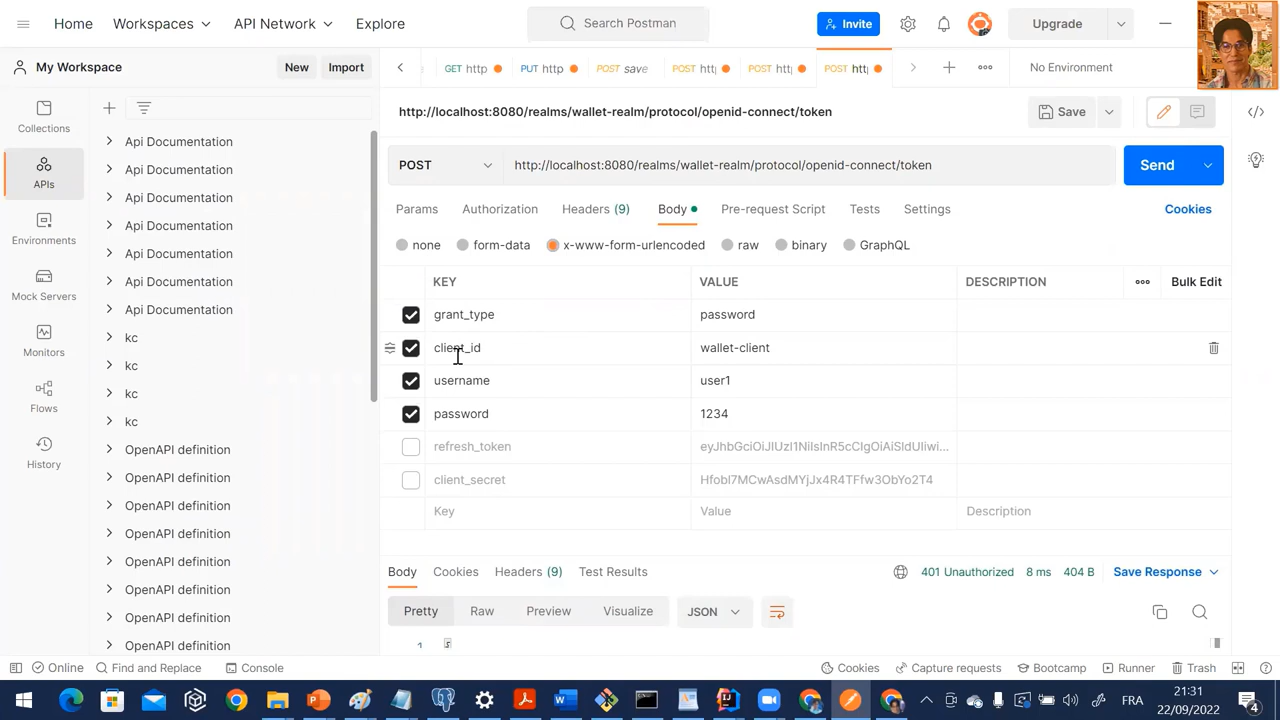 Home Workspaces API Network Explore Search Postman Invite Upgrade
My Workspace New Import GET http PUT http POST save POST htt POST htt POST htt No Environment
http://localhost:8080/realms/wallet-realm/protocol/openid-connect/token Save
Collections
APIs
Environments
Mock Servers
Monitors
Flows
History
Api Documentation
Api Documentation
Api Documentation
Api Documentation
Api Documentation
Api Documentation
Api Documentation
kc
kc
kc
kc
OpenAPI definition
OpenAPI definition
OpenAPI definition
OpenAPI definition
OpenAPI definition
OpenAPI definition
OpenAPI definition
OpenAPI definition
POST http://localhost:8080/realms/wallet-realm/protocol/openid-connect/token Send
Params Authorization Headers (9) Body Pre-request Script Tests Settings Cookies
none form-data x-www-form-urlencoded raw binary GraphQL
KEY VALUE DESCRIPTION Bulk Edit
grant_type password
client_id wallet-client
username user1
password 1234
refresh_token
client_secret
Key Value Description
Body Cookies Headers (9) Test Results 401 Unauthorized 8 ms 404 B Save Response
Pretty Raw Preview Visualize JSON
1
Online Find and Replace Console Cookies Capture requests Bootcamp Runner Trash
FRA 21:31
22/09/2022 4